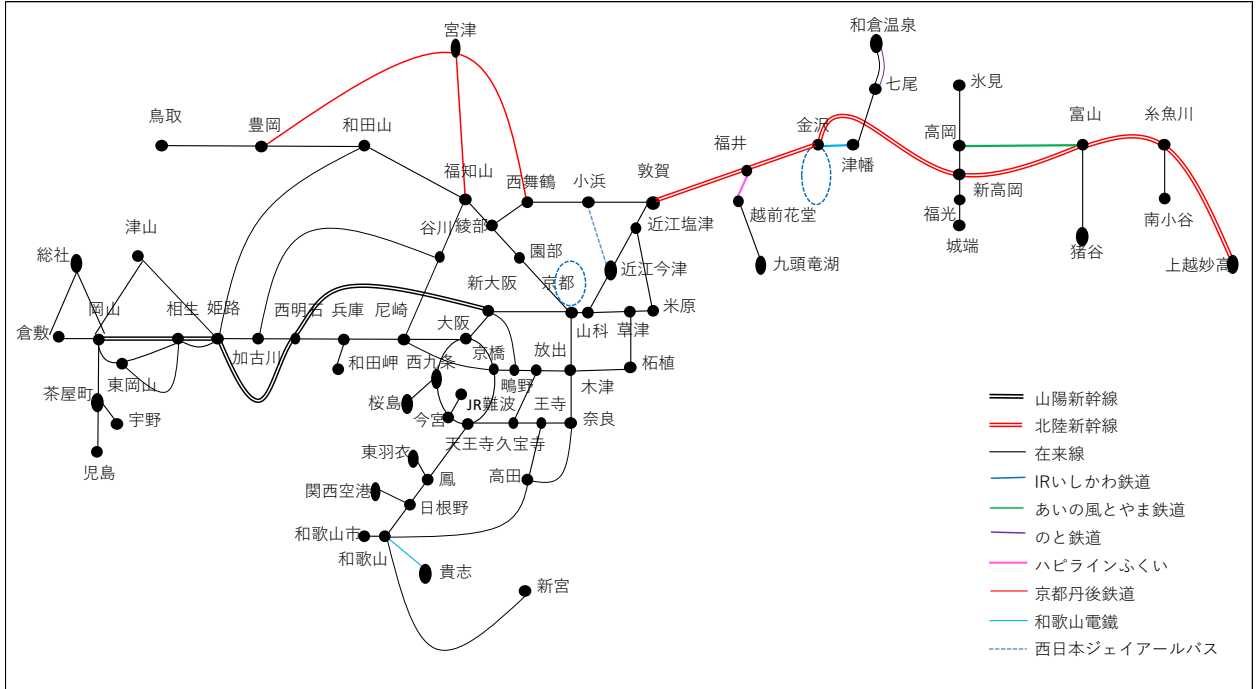 宮津
和倉温泉
七尾
氷見
鳥取
豊岡
和田山
福井
金沢
津幡
高岡
富山
糸魚川
福知山
西舞鶴
小浜
敦賀
新高岡
越前花堂
近江塩津
福光
城端
南小谷
猪谷
上越妙高
谷川
綾部
園部
九頭竜湖
津山
総社
新大阪
京都
近江今津
岡山
相生
姫路
西明石
兵庫
尼崎
大阪
山科
草津
米原
倉敷
加古川
和田岬
西九条
京橋
鴫野
放出
木津
柘植
東岡山
茶屋町
宇野
児島
桜島
今宮
JR難波
王寺
奈良
天王寺
久宝寺
東羽衣
鳳
高田
関西空港
日根野
和歌山市
和歌山
貴志
新宮
山陽新幹線
北陸新幹線
在来線
IRいしかわ鉄道
あいの風とやま鉄道
のと鉄道
ハピラインふくい
京都丹後鉄道
和歌山電鐵
西日本ジェイアールバス